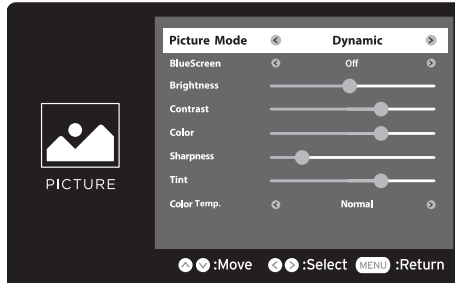 Picture Mode Dynamic
BlueScreen Off
Brightness
Contrast
Color
Sharpness
Tint
Color Temp. Normal
PICTURE
:Move :Select MENU :Return